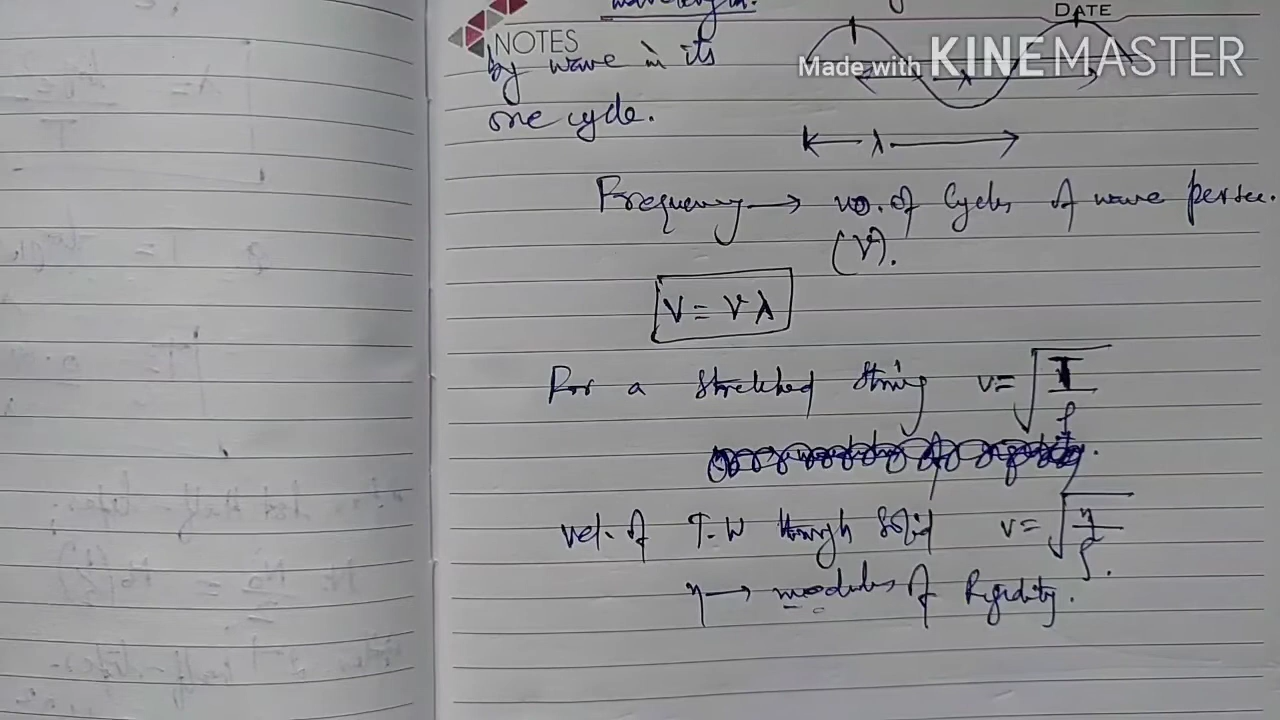 wavelength.
DATE
NOTES
Made with KINEMASTER
by wave in its
one cycle.
λ
λ
Frequency → no. of Cycles of wave per sec.
(ν).
V = νλ
For a stretched string v = √T/ρ
vel. of T.W through Solid v = √η/ρ.
η → modulus of Rigidity.